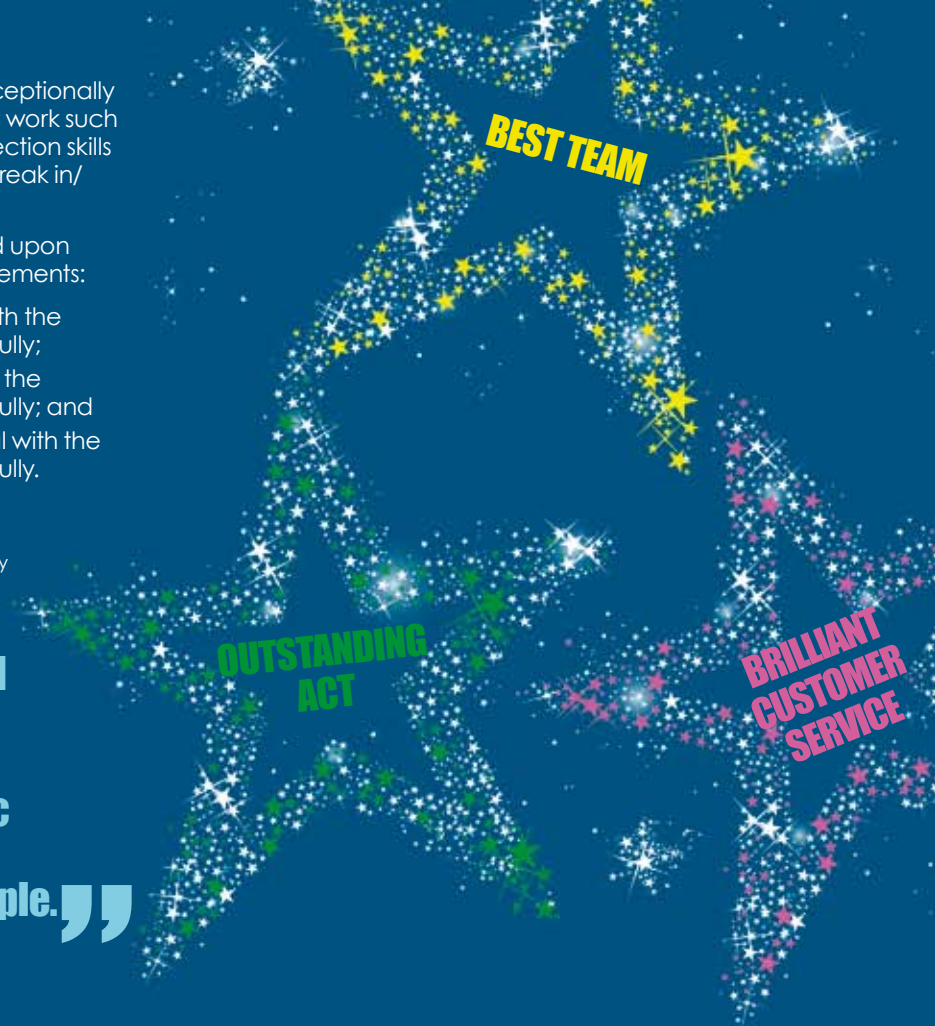 ceptionally
work such
ection skills
reak in/
d upon
ements:
th the
ully;
the
ully; and
l with the
ully.
y
c
ple.”
BEST TEAM
OUTSTANDING
ACT
BRILLIANT
CUSTOMER
SERVICE